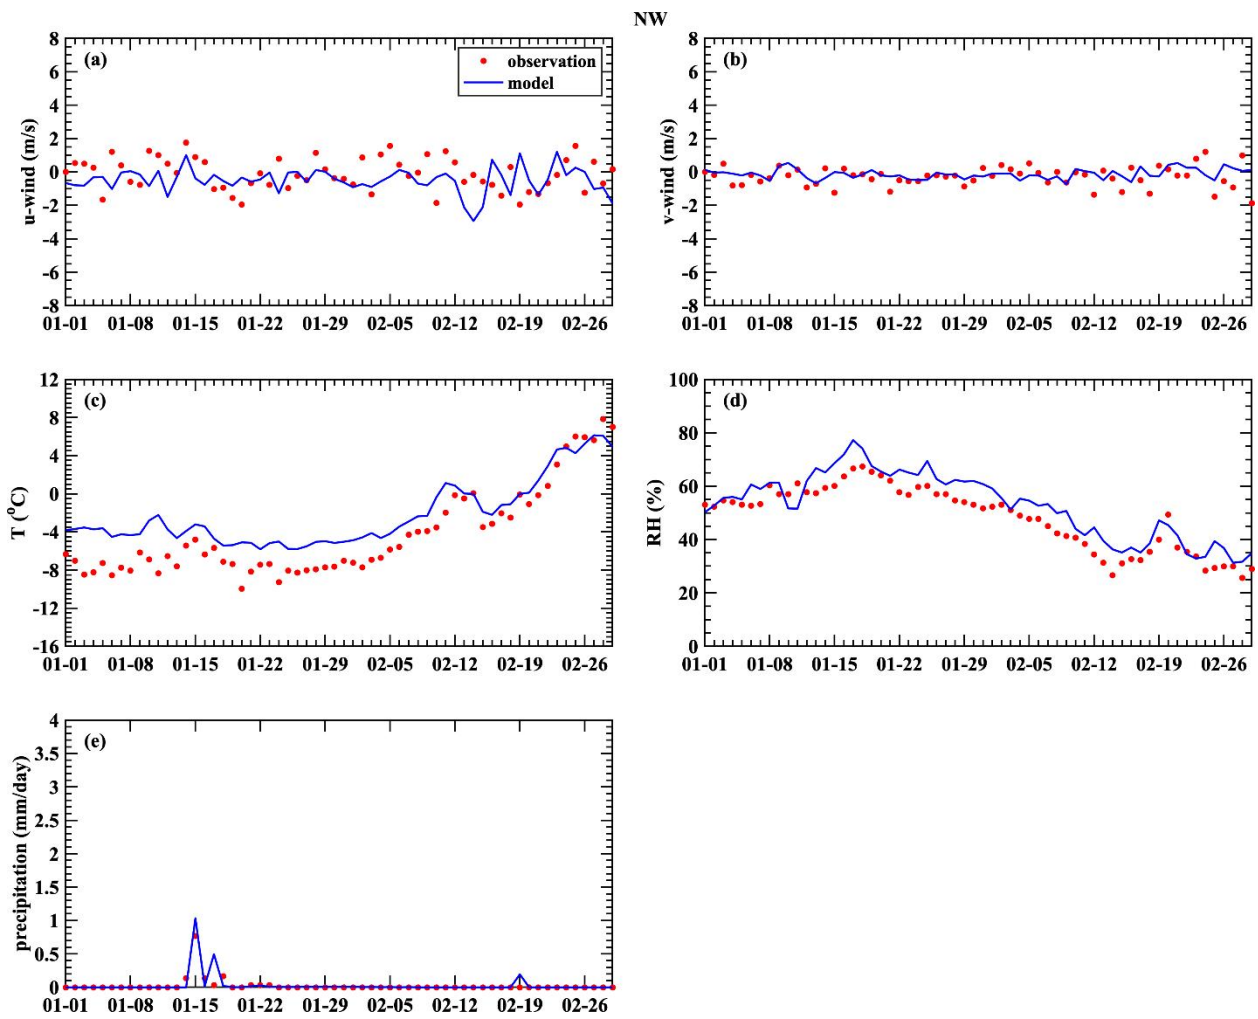 NW
(a)
observation
model
u-wind (m/s)
8
6
4
2
0
-2
-4
-6
-8
01-01 01-08 01-15 01-22 01-29 02-05 02-12 02-19 02-26
(b)
v-wind (m/s)
8
6
4
2
0
-2
-4
-6
-8
01-01 01-08 01-15 01-22 01-29 02-05 02-12 02-19 02-26
(c)
T (⁰C)
12
8
4
0
-4
-8
-12
-16
01-01 01-08 01-15 01-22 01-29 02-05 02-12 02-19 02-26
(d)
RH (%)
100
80
60
40
20
0
01-01 01-08 01-15 01-22 01-29 02-05 02-12 02-19 02-26
(e)
precipitation (mm/day)
4
3.5
3
2.5
2
1.5
1
0.5
0
01-01 01-08 01-15 01-22 01-29 02-05 02-12 02-19 02-26